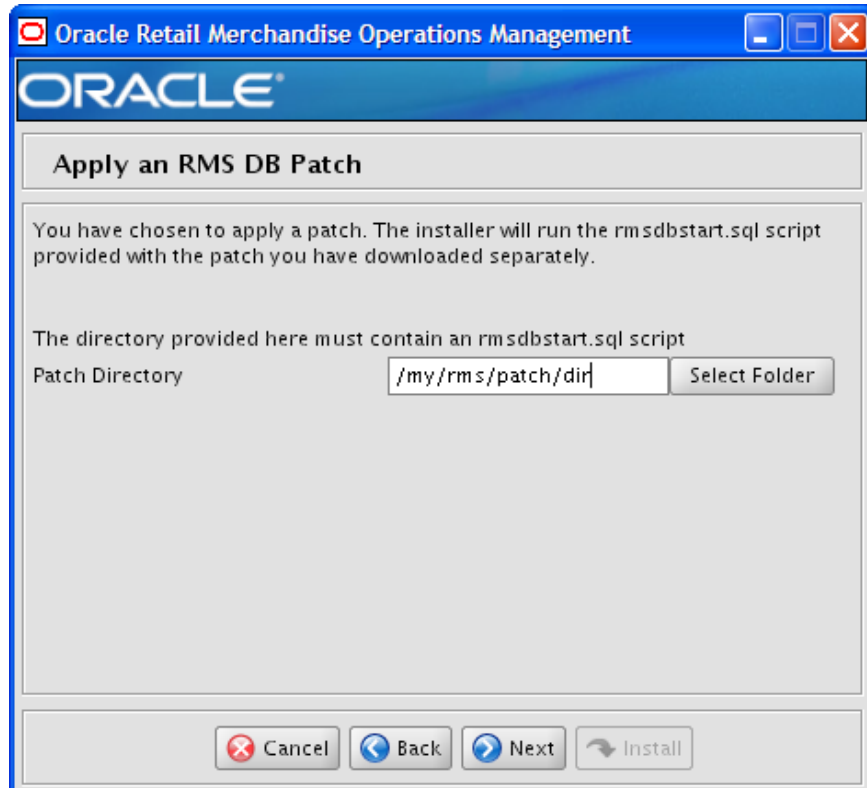 Oracle Retail Merchandise Operations Management
ORACLE
Apply an RMS DB Patch
You have chosen to apply a patch. The installer will run the rmsdbstart.sql script
provided with the patch you have downloaded separately.
The directory provided here must contain an rmsdbstart.sql script
Patch Directory /my/rms/patch/dir Select Folder
Cancel Back Next Install